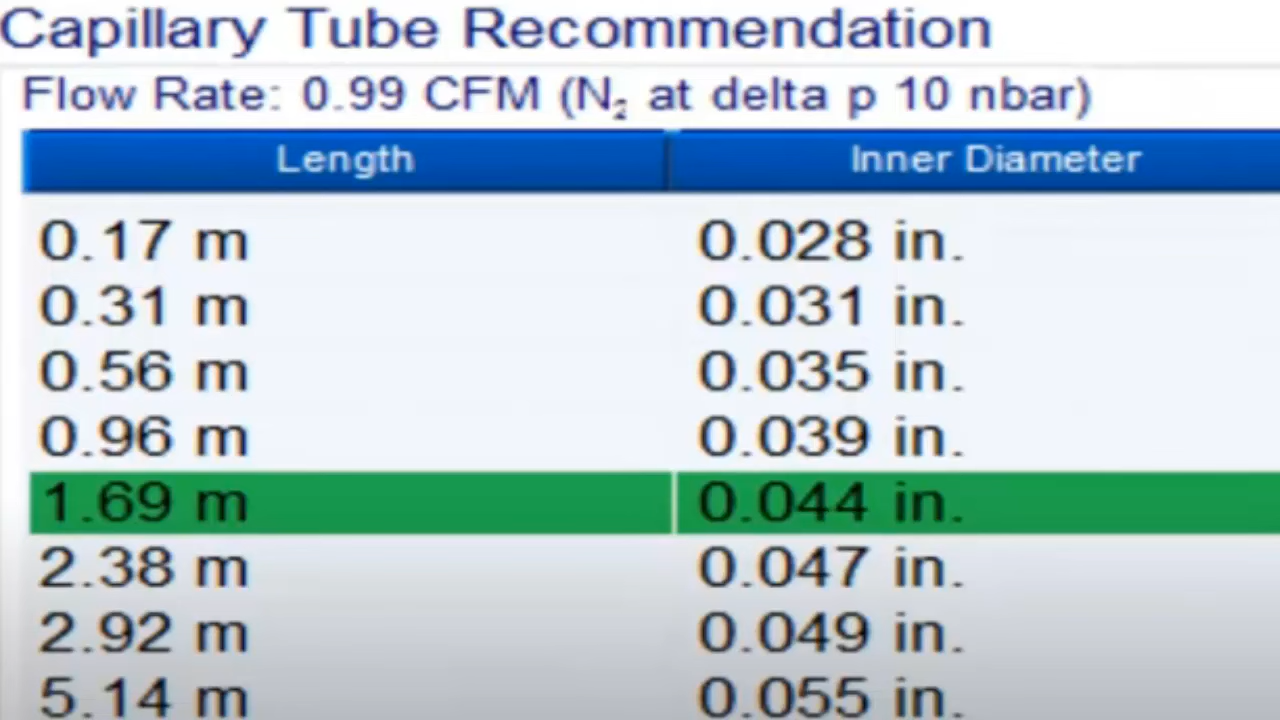 Capillary Tube Recommendation
Flow Rate: 0.99 CFM (N₂ at delta p 10 nbar)
Length Inner Diameter
0.17 m 0.028 in.
0.31 m 0.031 in.
0.56 m 0.035 in.
0.96 m 0.039 in.
1.69 m 0.044 in.
2.38 m 0.047 in.
2.92 m 0.049 in.
5.14 m 0.055 in.